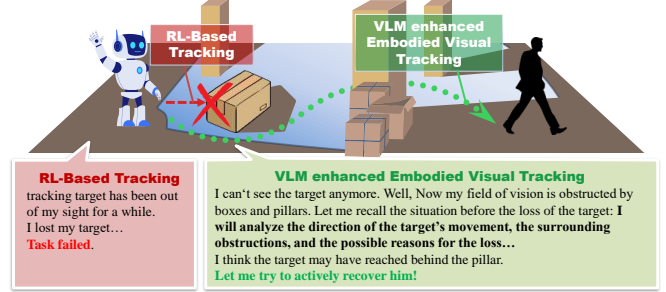 RL-Based
Tracking
VLM enhanced
Embodied Visual
Tracking
RL-Based Tracking
tracking target has been out
of my sight for a while.
I lost my target…
Task failed.
VLM enhanced Embodied Visual Tracking
I can‘t see the target anymore. Well, Now my field of vision is obstructed by
boxes and pillars. Let me recall the situation before the loss of the target: I
will analyze the direction of the target’s movement, the surrounding
obstructions, and the possible reasons for the loss…
I think the target may have reached behind the pillar.
Let me try to actively recover him!